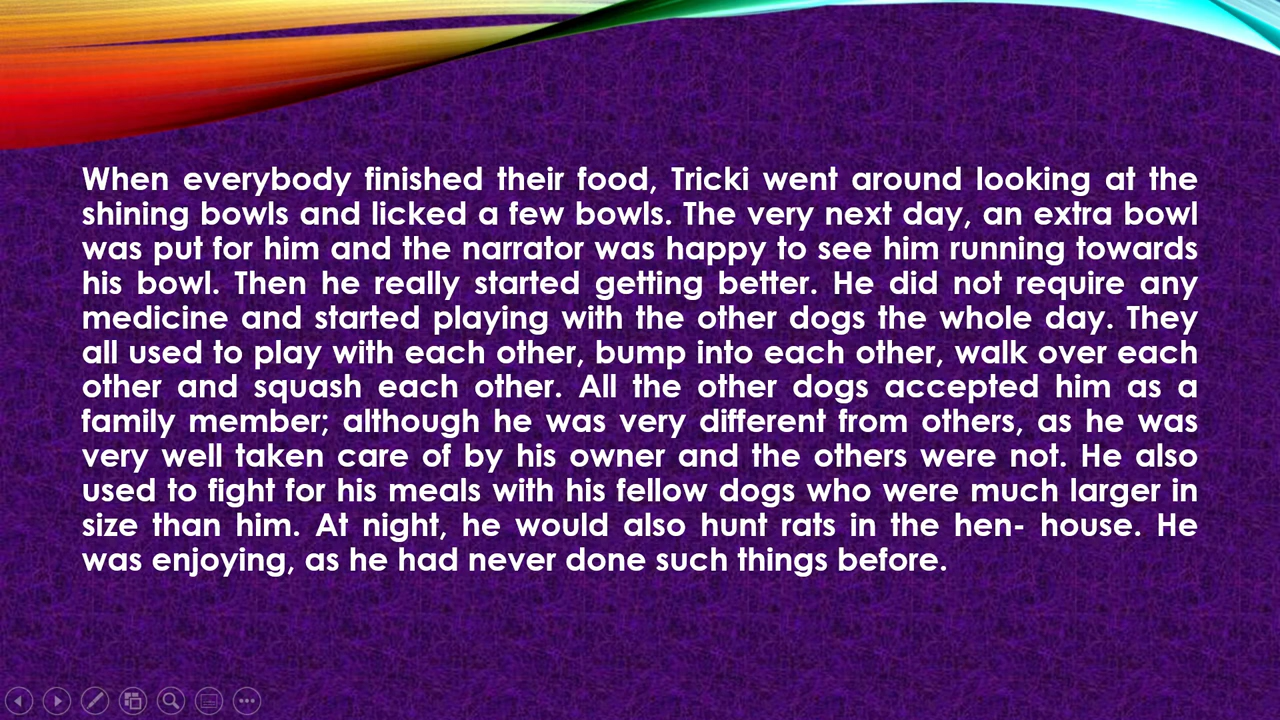 When everybody finished their food, Tricki went around looking at the
shining bowls and licked a few bowls. The very next day, an extra bowl
was put for him and the narrator was happy to see him running towards
his bowl. Then he really started getting better. He did not require any
medicine and started playing with the other dogs the whole day. They
all used to play with each other, bump into each other, walk over each
other and squash each other. All the other dogs accepted him as a
family member; although he was very different from others, as he was
very well taken care of by his owner and the others were not. He also
used to fight for his meals with his fellow dogs who were much larger in
size than him. At night, he would also hunt rats in the hen- house. He
was enjoying, as he had never done such things before.